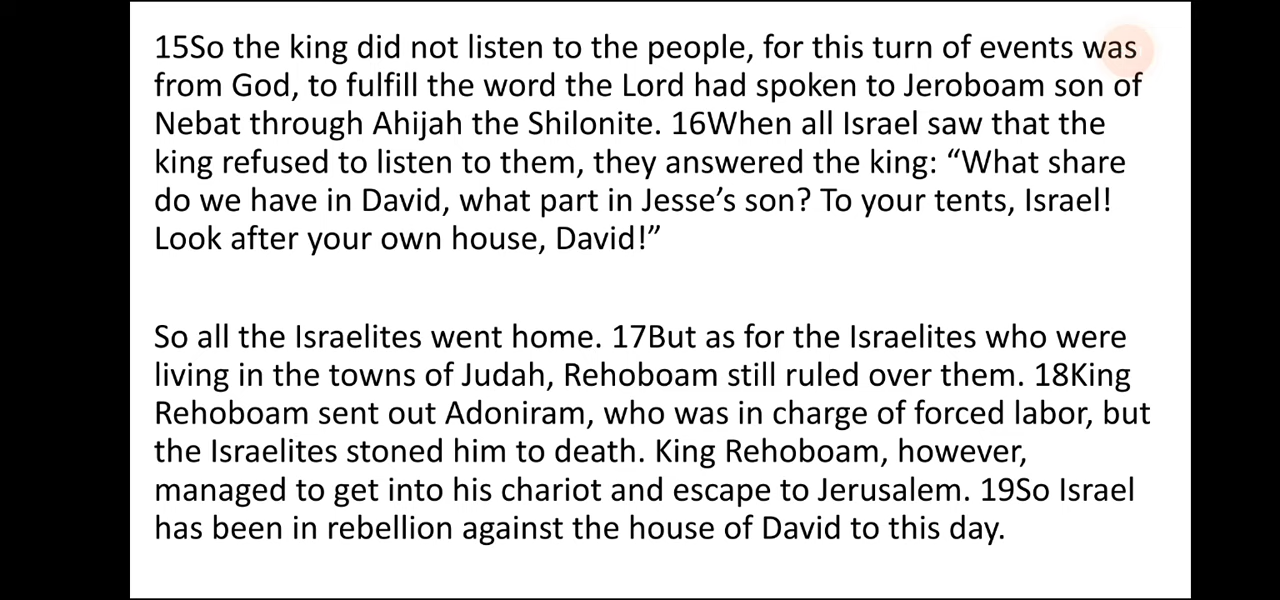 15So the king did not listen to the people, for this turn of events was
from God, to fulfill the word the Lord had spoken to Jeroboam son of
Nebat through Ahijah the Shilonite. 16When all Israel saw that the
king refused to listen to them, they answered the king: “What share
do we have in David, what part in Jesse’s son? To your tents, Israel!
Look after your own house, David!”
So all the Israelites went home. 17But as for the Israelites who were
living in the towns of Judah, Rehoboam still ruled over them. 18King
Rehoboam sent out Adoniram, who was in charge of forced labor, but
the Israelites stoned him to death. King Rehoboam, however,
managed to get into his chariot and escape to Jerusalem. 19So Israel
has been in rebellion against the house of David to this day.